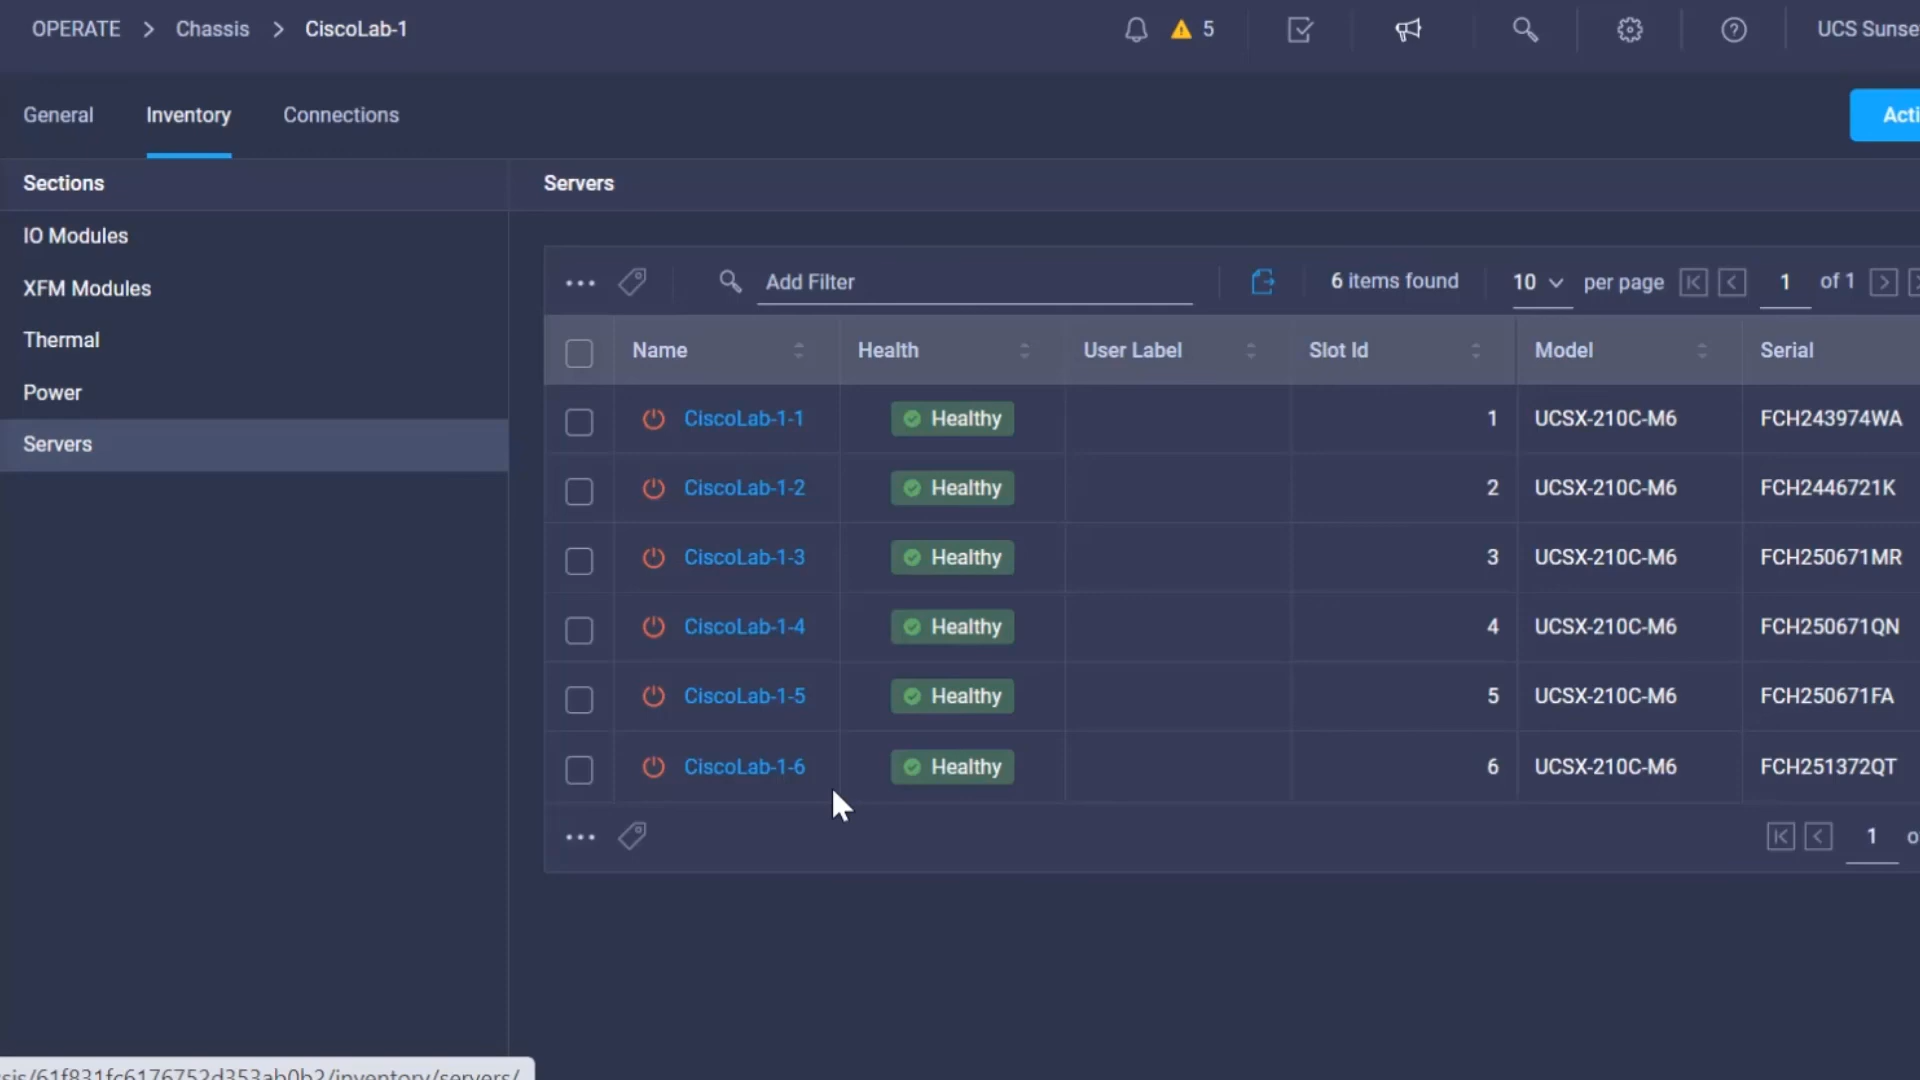 OPERATE > Chassis > CiscoLab-1
5
UCS Sunse
General Inventory Connections
Acti
Sections
IO Modules
XFM Modules
Thermal
Power
Servers
Servers
Add Filter 6 items found 10 per page 1 of 1
Name Health User Label Slot Id Model Serial
CiscoLab-1-1 Healthy 1 UCSX-210C-M6 FCH243974WA
CiscoLab-1-2 Healthy 2 UCSX-210C-M6 FCH2446721K
CiscoLab-1-3 Healthy 3 UCSX-210C-M6 FCH250671MR
CiscoLab-1-4 Healthy 4 UCSX-210C-M6 FCH250671QN
CiscoLab-1-5 Healthy 5 UCSX-210C-M6 FCH250671FA
CiscoLab-1-6 Healthy 6 UCSX-210C-M6 FCH251372QT
1 o
sis/61f831fc6176752d353ab0b2/inventory/servers/